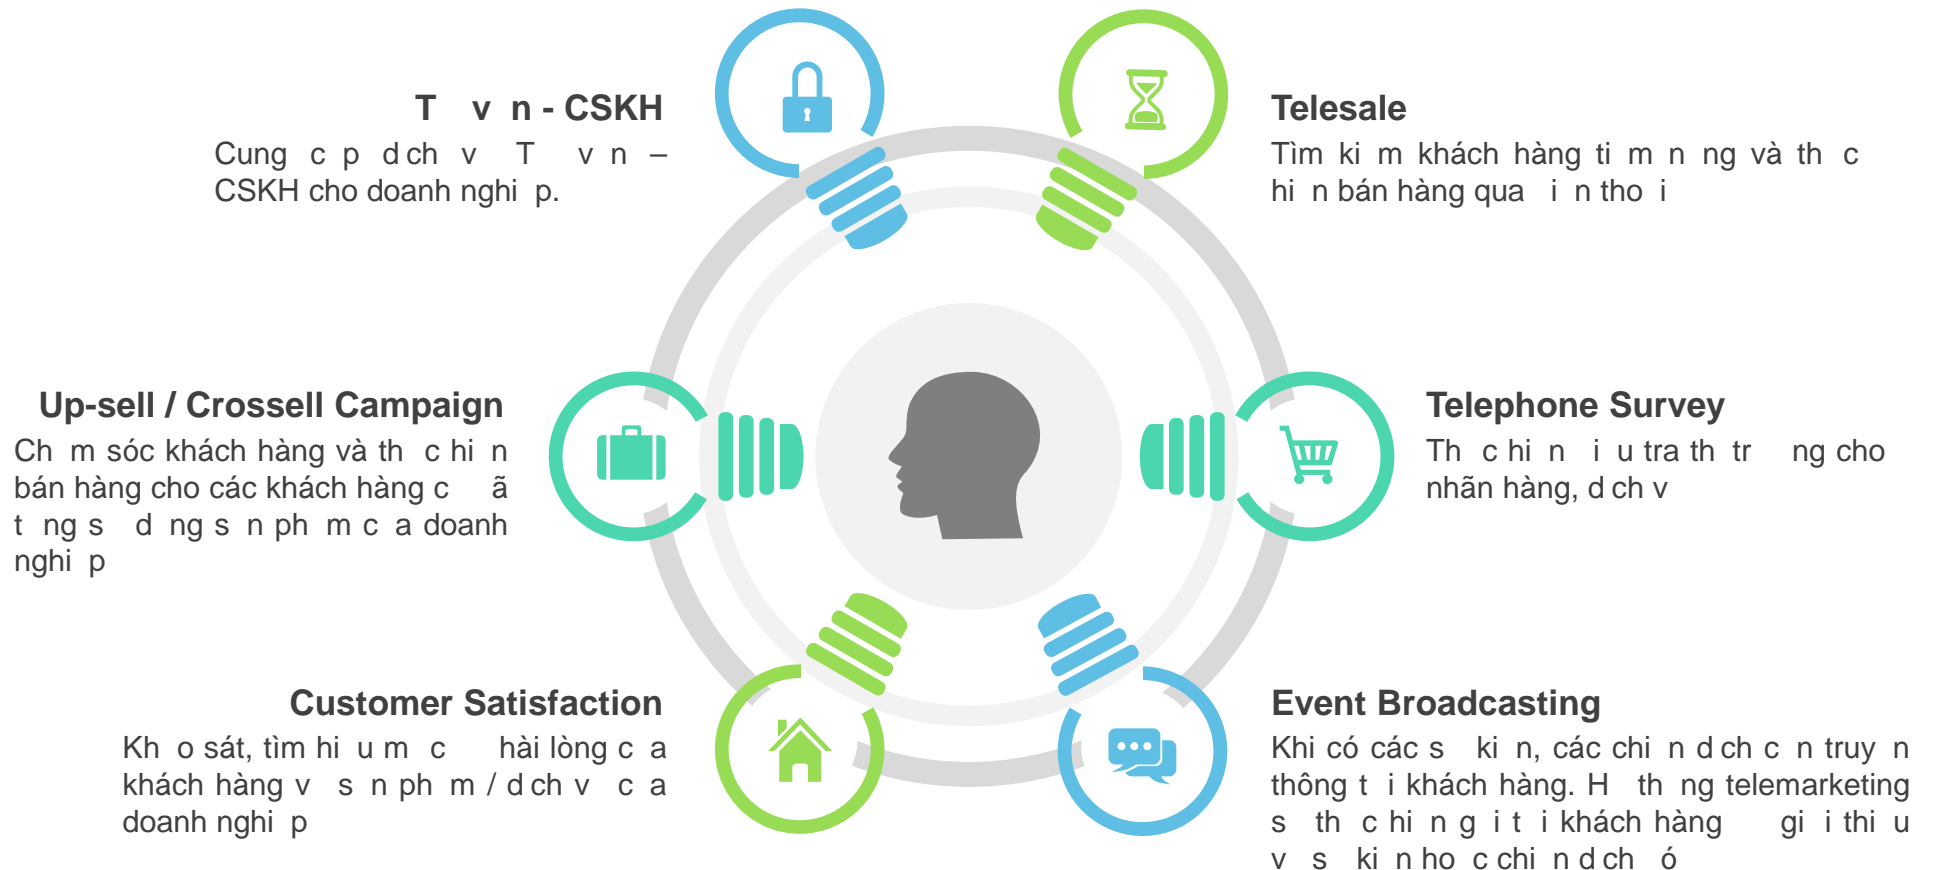 T v n - CSKH
Cung c p d ch v T v n –
CSKH cho doanh nghi p.
Telesale
Tìm ki m khách hàng ti m n ng và th c
hi n bán hàng qua i n tho i
Up-sell / Crossell Campaign
Ch m sóc khách hàng và th c hi n
bán hàng cho các khách hàng c ã
t ng s d ng s n ph m c a doanh
nghi p
Telephone Survey
Th c hi n i u tra th tr ng cho
nhãn hàng, d ch v
Customer Satisfaction
Kh o sát, tìm hi u m c hài lòng c a
khách hàng v s n ph m / d ch v c a
doanh nghi p
Event Broadcasting
Khi có các s ki n, các chi n d ch c n truy n
thông t i khách hàng. H th ng telemarketing
s th c hi n g i t i khách hàng gi i thi u
v s ki n ho c chi n d ch ó